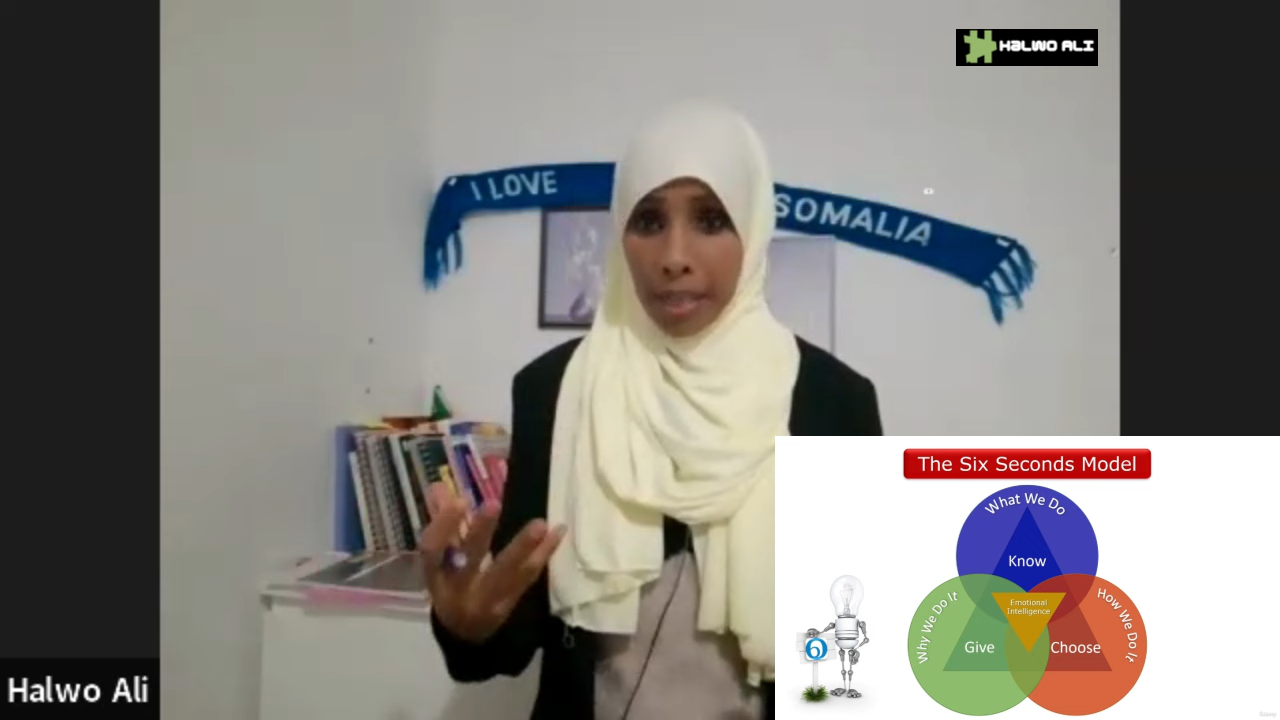 HALWO ALI
I LOVE
SOMALIA
The Six Seconds Model
What We Do
Know
Why We Do It
Emotional
Intelligence
How We Do It
Give
Choose
6
Halwo Ali